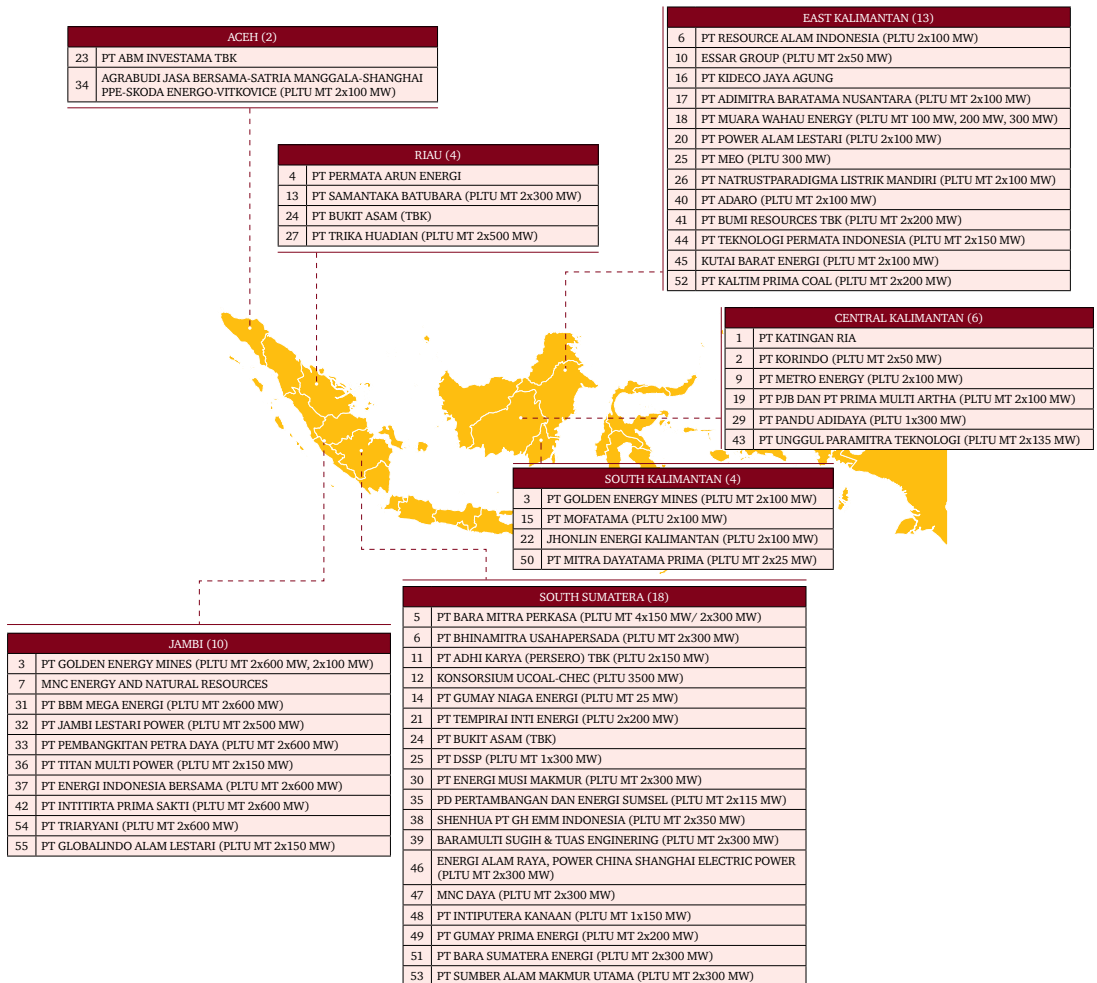 ACEH (2)
23 PT ABM INVESTAMA TBK
34 AGRABUDI JASA BERSAMA-SATRIA MANGGALA-SHANGHAI
PPE-SKODA ENERGO-VITKOVICE (PLTU MT 2x100 MW)
RIAU (4)
4 PT PERMATA ARUN ENERGI
13 PT SAMANTAKA BATUBARA (PLTU MT 2x300 MW)
24 PT BUKIT ASAM (TBK)
27 PT TRIKA HUADIAN (PLTU MT 2x500 MW)
EAST KALIMANTAN (13)
6 PT RESOURCE ALAM INDONESIA (PLTU 2x100 MW)
10 ESSAR GROUP (PLTU MT 2x50 MW)
16 PT KIDECO JAYA AGUNG
17 PT ADIMITRA BARATAMA NUSANTARA (PLTU MT 2x100 MW)
18 PT MUARA WAHAU ENERGY (PLTU MT 100 MW, 200 MW, 300 MW)
20 PT POWER ALAM LESTARI (PLTU 2x100 MW)
25 PT MEO (PLTU 300 MW)
26 PT NATRUSTPARADIGMA LISTRIK MANDIRI (PLTU MT 2x100 MW)
40 PT ADARO (PLTU MT 2x100 MW)
41 PT BUMI RESOURCES TBK (PLTU MT 2x200 MW)
44 PT TEKNOLOGI PERMATA INDONESIA (PLTU MT 2x150 MW)
45 KUTAI BARAT ENERGI (PLTU MT 2x100 MW)
52 PT KALTIM PRIMA COAL (PLTU MT 2x200 MW)
CENTRAL KALIMANTAN (6)
1 PT KATINGAN RIA
2 PT KORINDO (PLTU MT 2x50 MW)
9 PT METRO ENERGY (PLTU MT 2x100 MW)
19 PT PJB DAN PT PRIMA MULTI ARTHA (PLTU MT 2x100 MW)
29 PT PANDU ADIDAYA (PLTU 1x300 MW)
43 PT UNGGUL PARAMITRA TEKNOLOGI (PLTU MT 2x135 MW)
SOUTH KALIMANTAN (4)
3 PT GOLDEN ENERGY MINES (PLTU MT 2x100 MW)
15 PT MOFATAMA (PLTU 2x100 MW)
22 JHONLIN ENERGI KALIMANTAN (PLTU 2x100 MW)
50 PT MITRA DAYATAMA PRIMA (PLTU MT 2x25 MW)
JAMBI (10)
3 PT GOLDEN ENERGY MINES (PLTU MT 2x600 MW, 2x100 MW)
7 MNC ENERGY AND NATURAL RESOURCES
31 PT BBM MEGA ENERGI (PLTU MT 2x600 MW)
32 PT JAMBI LESTARI POWER (PLTU MT 2x500 MW)
33 PT PEMBANGKITAN PETRA DAYA (PLTU MT 2x600 MW)
36 PT TITAN MULTI POWER (PLTU MT 2x150 MW)
37 PT ENERGI INDONESIA BERSAMA (PLTU MT 2x600 MW)
42 PT INTITIRTA PRIMA SAKTI (PLTU MT 2x600 MW)
54 PT TRIARYANI (PLTU MT 2x600 MW)
55 PT GLOBALINDO ALAM LESTARI (PLTU MT 2x150 MW)
SOUTH SUMATERA (18)
5 PT BARA MITRA PERKASA (PLTU MT 4x150 MW/ 2x300 MW)
6 PT BHINAMITRA USAHAPERSADA (PLTU MT 2x300 MW)
11 PT ADHI KARYA (PERSERO) TBK (PLTU 2x150 MW)
12 KONSORSIUM UCOAL-CHEC (PLTU 3500 MW)
14 PT GUMAY NIAGA ENERGI (PLTU MT 25 MW)
21 PT TEMPIRAI INTI ENERGI (PLTU 2x200 MW)
24 PT BUKIT ASAM (TBK)
25 PT DSSP (PLTU MT 1x300 MW)
30 PT ENERGI MUSI MAKMUR (PLTU MT 2x300 MW)
35 PD PERTAMBANGAN DAN ENERGI SUMSEL (PLTU MT 2x115 MW)
38 SHENHUA PT GH EMM INDONESIA (PLTU MT 2x350 MW)
39 BARAMULTI SUGIH & TUAS ENGINERING (PLTU MT 2x300 MW)
46 ENERGI ALAM RAYA, POWER CHINA SHANGHAI ELECTRIC POWER
(PLTU MT 2x300 MW)
47 MNC DAYA (PLTU MT 2x300 MW)
48 PT INTIPUTERA KANAAN (PLTU MT 1x150 MW)
49 PT GUMAY PRIMA ENERGI (PLTU MT 2x200 MW)
51 PT BARA SUMATERA ENERGI (PLTU MT 2x300 MW)
53 PT SUMBER ALAM MAKMUR UTAMA (PLTU MT 2x300 MW)